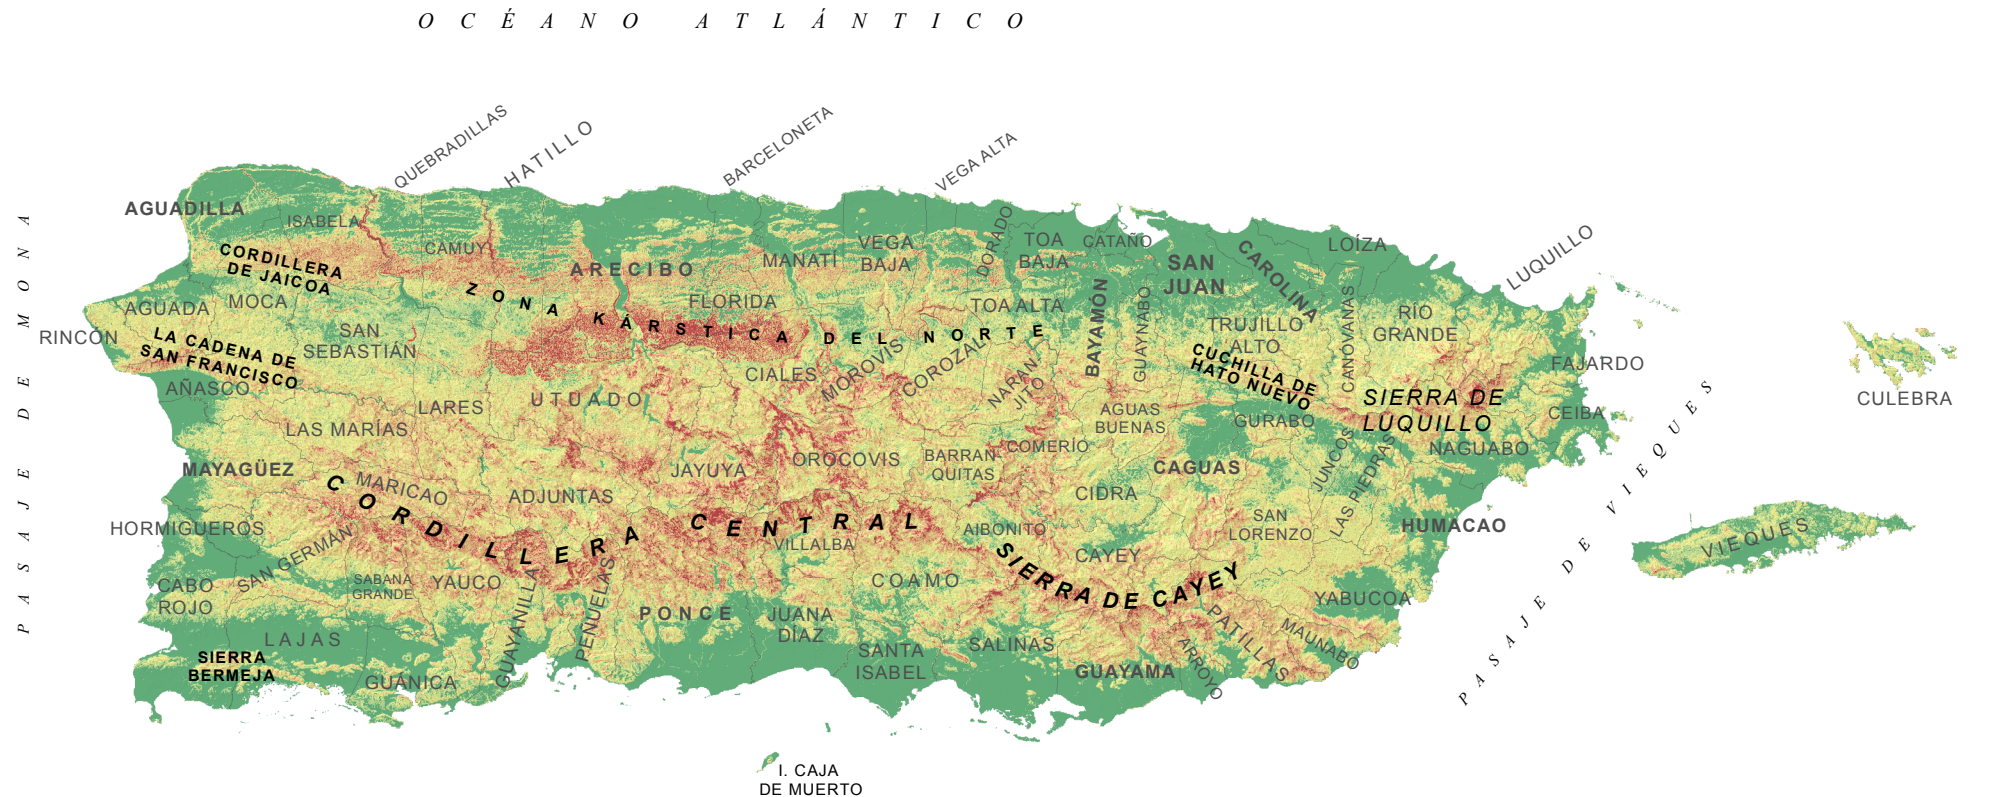 OCÉANO ATLÁNTICO
PASAJE DE MONA
PASAJE DE VIEQUES
QUEBRADILLAS
HATILLO
BARCELONETA
VEGA ALTA
LUQUILLO
AGUADILLA
ISABELA
CAMUY
ARECIBO
MANATÍ
VEGA
BAJA
DORADO
TOA
BAJA
CATAÑO
SAN
JUAN
CAROLINA
LOÍZA
CORDILLERA
DE JAICOA
AGUADA
MOCA
ZONA KÁRSTICA DEL NORTE
FLORIDA
TOA ALTA
BAYAMÓN
GUAYNABO
TRUJILLO
ALTO
CANOVANAS
RÍO
GRANDE
RINCÓN
LA CADENA DE
SAN FRANCISCO
SAN
SEBASTIÁN
CIALES
MOROVIS
COROZAL
NARAN
JITO
CUCHILLA DE
HATO NUEVO
SIERRA DE
LUQUILLO
FAJARDO
CEIBA
CULEBRA
AÑASCO
LARES
UTUADO
AGUAS
BUENAS
GURABO
LAS MARÍAS
MAYAGÜEZ
MARICAO
ADJUNTAS
JAYUYA
OROCOVIS
BARRAN
QUITAS
COMERÍO
CIDRA
CAGUAS
JUNCOS
LAS PIEDRAS
NAGUABO
HUMACAO
VIEQUES
CORDILLERA CENTRAL
HORMIGUEROS
SAN GERMÁN
VILLALBA
AIBONITO
CAYEY
SAN
LORENZO
SIERRA DE CAYEY
CABO
ROJO
SABANA
GRANDE
YAUCO
GUAYANILLA
PEÑUELAS
PONCE
JUANA
DÍAZ
COAMO
YABUCOA
LAJAS
SIERRA
BERMEJA
GUÁNICA
SANTA
ISABEL
SALINAS
GUAYAMA
ARROYO
PATILLAS
MAUNABO
I. CAJA
DE MUERTO